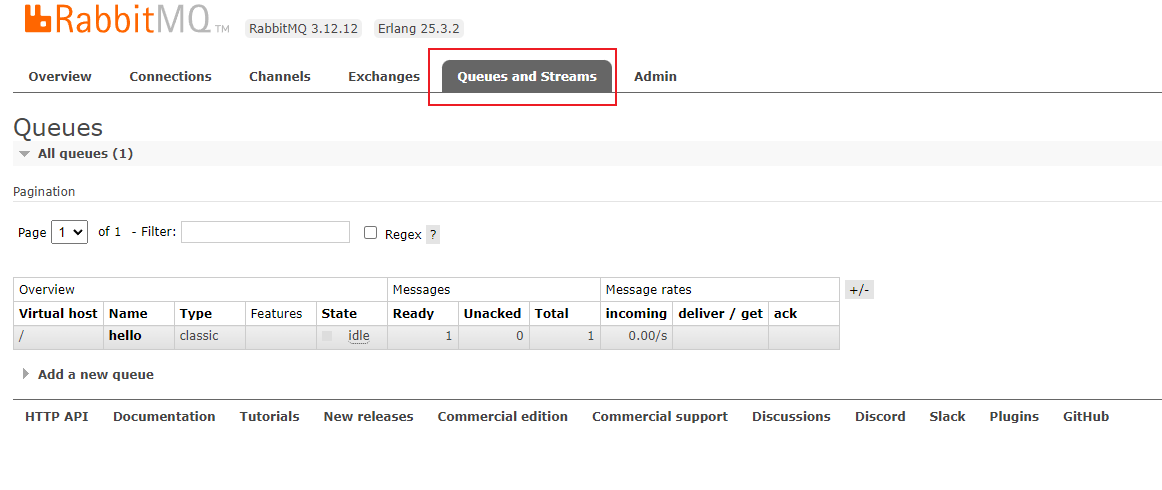 RabbitMQ TM RabbitMQ 3.12.12 Erlang 25.3.2
Overview Connections Channels Exchanges Queues and Streams Admin
Queues
All queues (1)
Pagination
Page 1 of 1 - Filter: Regex ?
Overview Messages Message rates +/-
Virtual host Name Type Features State Ready Unacked Total incoming deliver / get ack
/ hello classic idle 1 0 1 0.00/s
Add a new queue
HTTP API Documentation Tutorials New releases Commercial edition Commercial support Discussions Discord Slack Plugins GitHub